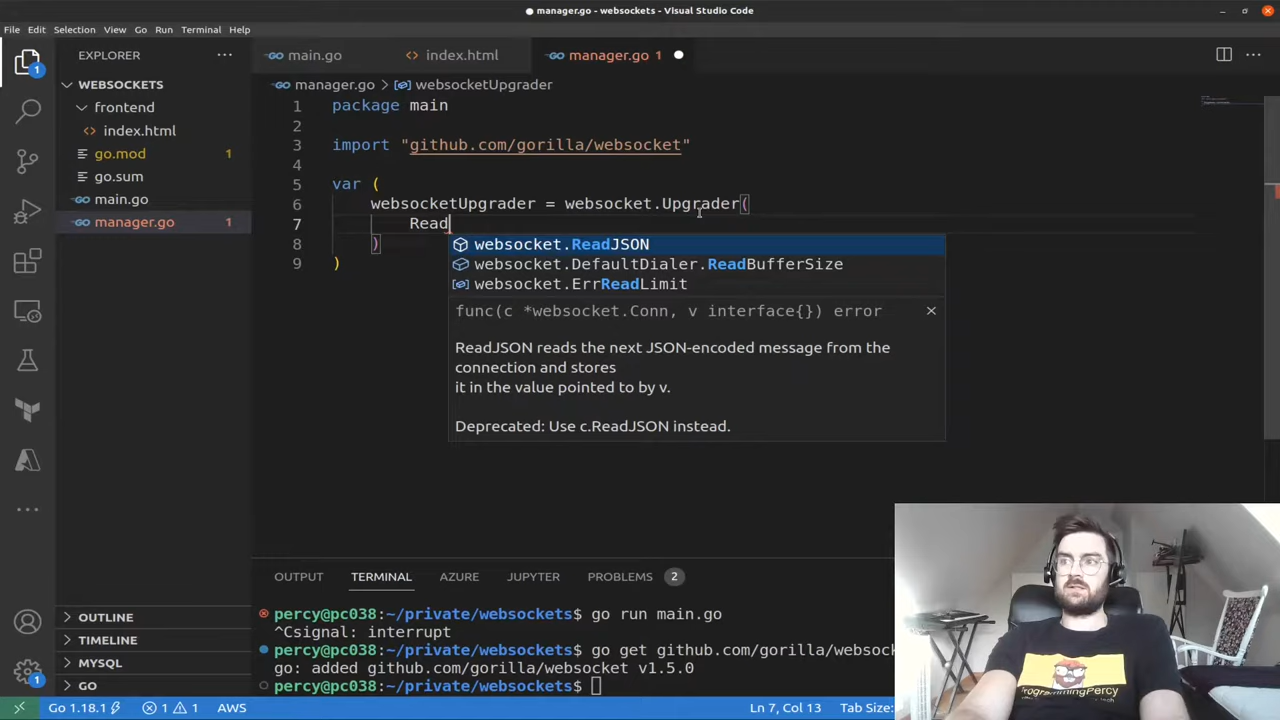 manager.go - websockets - Visual Studio Code
File Edit Selection View Go Run Terminal Help
EXPLORER
main.go
index.html
manager.go 1
WEBSOCKETS
manager.go > websocketUpgrader
frontend
index.html
go.mod 1
go.sum
main.go
manager.go 1
1 package main
2
3 import "github.com/gorilla/websocket"
4
5 var (
6 websocketUpgrader = websocket.Upgrader(
7 Read
8 )
9 )
websocket.ReadJSON
websocket.DefaultDialer.ReadBufferSize
websocket.ErrReadLimit
func(c *websocket.Conn, v interface{}) error
ReadJSON reads the next JSON-encoded message from the
connection and stores
it in the value pointed to by v.
Deprecated: Use c.ReadJSON instead.
OUTPUT TERMINAL AZURE JUPYTER PROBLEMS 2
percy@pc038:~/private/websockets$ go run main.go
^Csignal: interrupt
percy@pc038:~/private/websockets$ go get github.com/gorilla/websoc
go: added github.com/gorilla/websocket v1.5.0
percy@pc038:~/private/websockets$
OUTLINE
TIMELINE
MYSQL
GO
1
1
ProgrammingPercy
Go 1.18.1 1 1 AWS
Ln 7, Col 13 Tab Size: